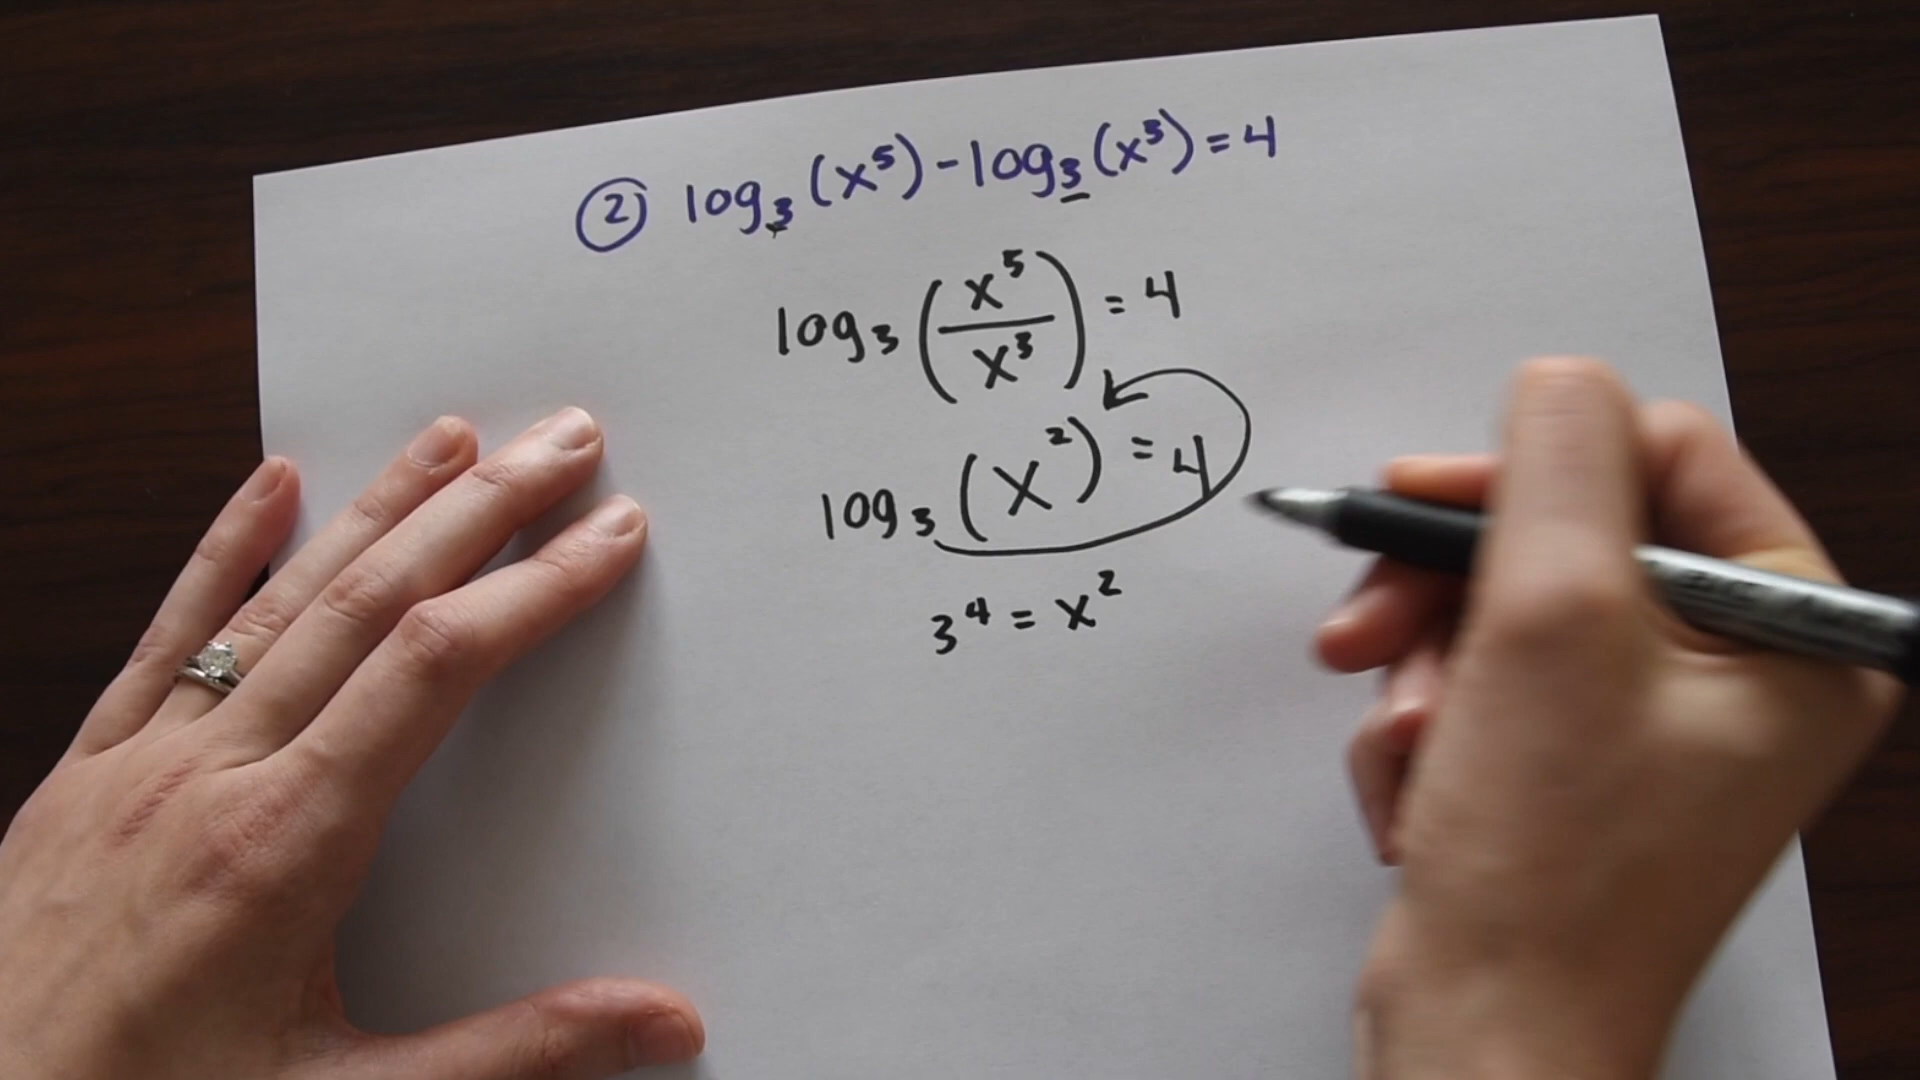 ② log₃(x⁵)-log₃(x³)=4
log₃(x⁵/x³)=4
log₃(x²)=4
3⁴=x²